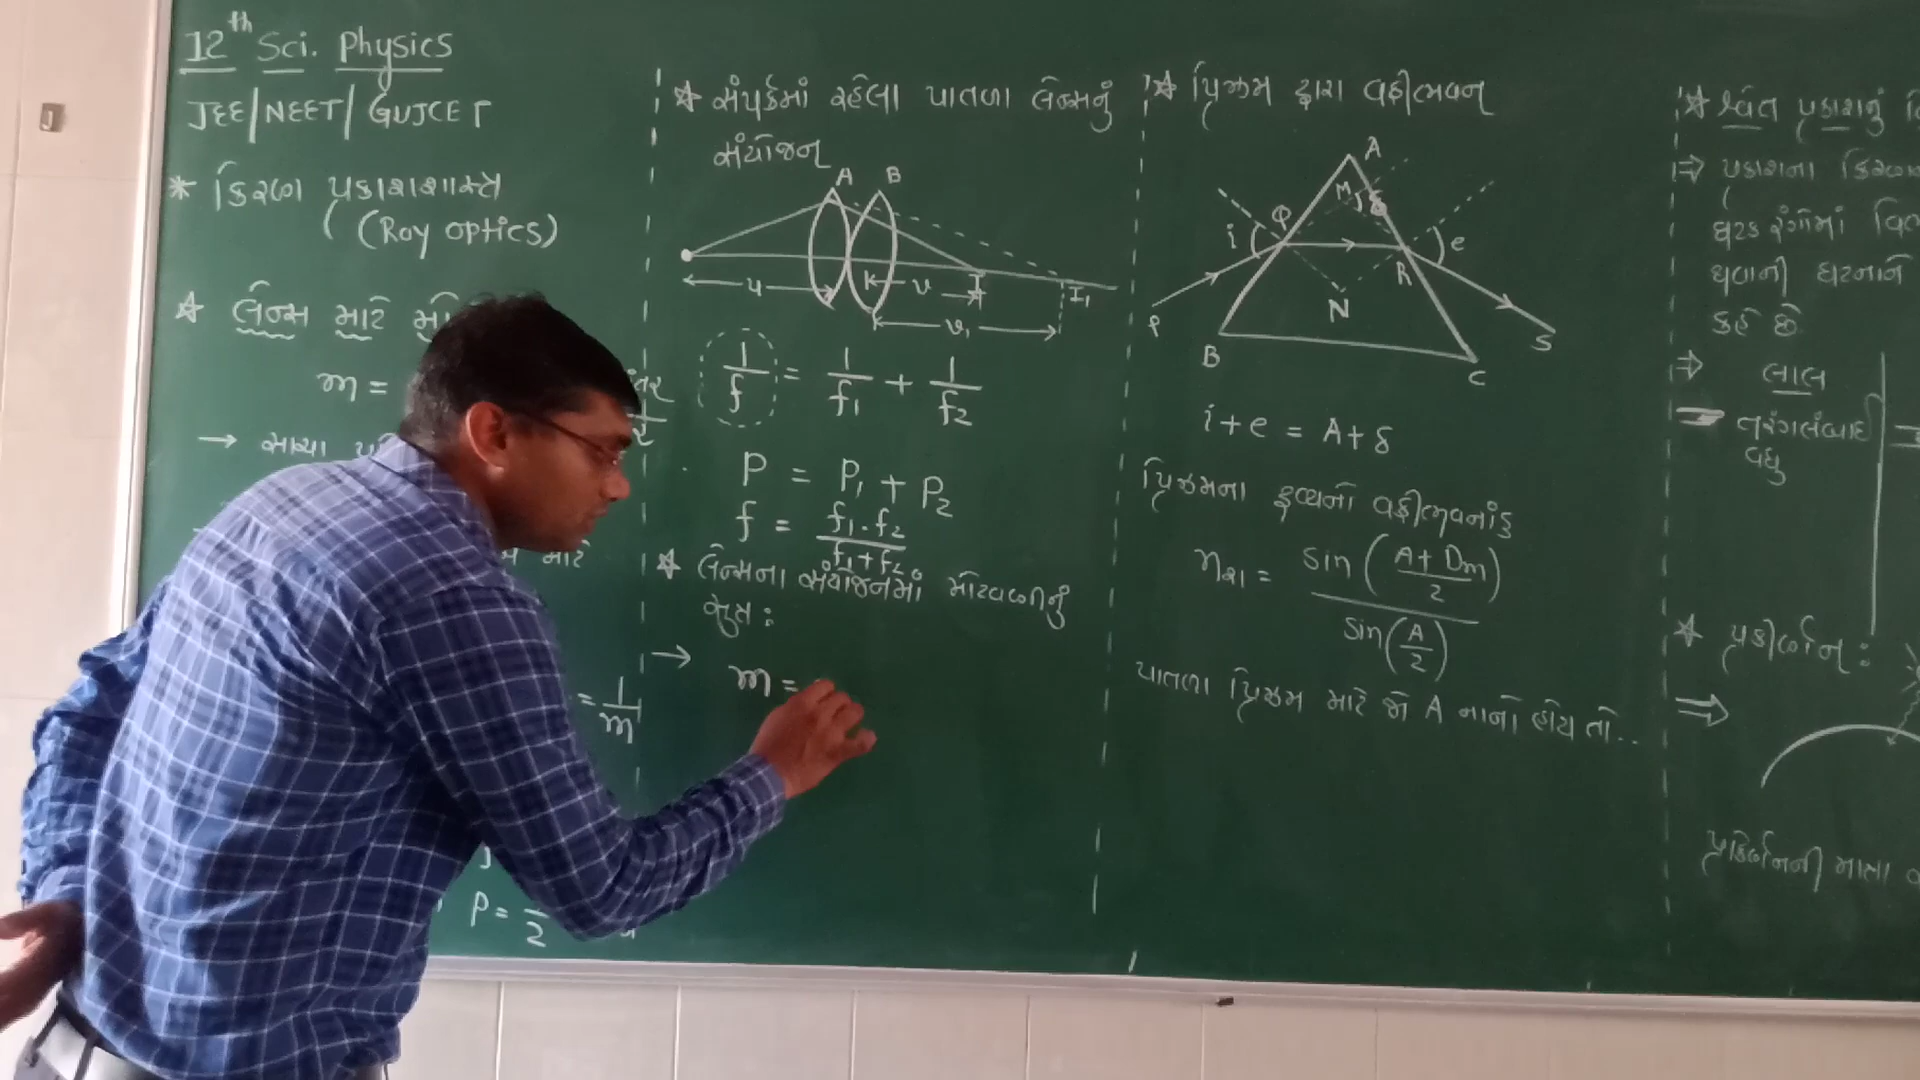 12th Sci. Physics
JEE/NEET/GUJCET
* કિરણ પ્રકાશશાસ્ત્ર
(Ray optics)
☆ લેન્સ માટે
m =
→ સાચા
માટે
= 1/m
P =
☆ સંપર્કમાં રહેલા પાતળા લેન્સનું
સંયોજન
A B
u v I I₁
v₁
1/f = 1/f₁ + 1/f₂
P = P₁ + P₂
f = f₁.f₂/f₁+f₂
☆ લેન્સના સંયોજનમાં મોટવણીનું
સુત્ર :
→ m =
☆ પ્રિઝમ દ્વારા વક્રીભવન
A
M δ
Q i e R
N
P S
B C
i + e = A + δ
પ્રિઝમના દ્રવ્યનો વક્રીભવનાંક
n₂₁ = sin(A + Dm/2)/sin(A/2)
પાતળા પ્રિઝમ માટે જો A નાનો હોય તો..
☆ શ્વેત પ્રકાશનું વિ
⇒ પ્રકાશના કિરણ
ઘટક રંગોમાં વિ
થવાની ઘટનાને
કહે છે
⇒ લાલ
⇒ તરંગલંબાઈ
વધુ
☆ પ્રકીર્ણન :
⇒
પ્રકિર્ણનની માત્રા